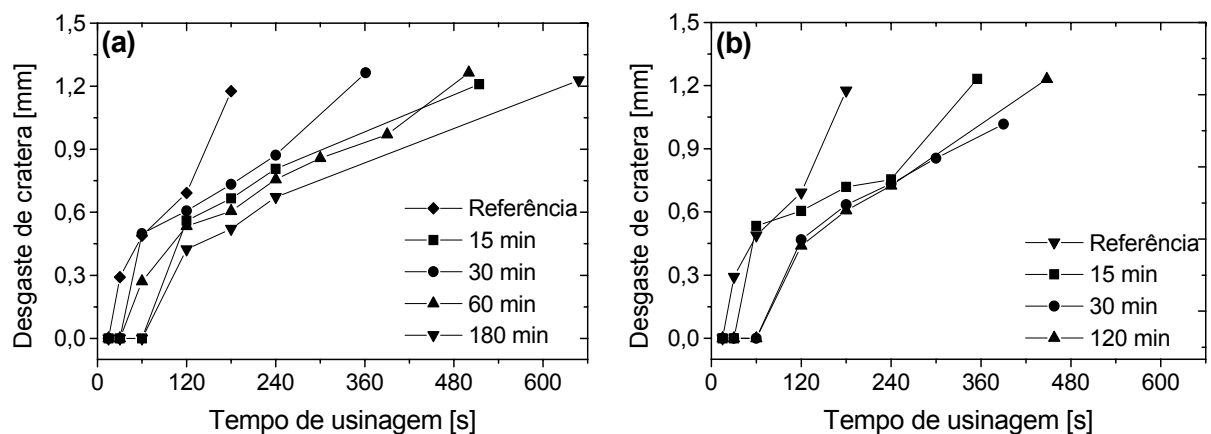 (a)
Desgaste de cratera [mm]
1,5
1,2
0,9
0,6
0,3
0,0
Referência
15 min
30 min
60 min
180 min
0 120 240 360 480 600
Tempo de usinagem [s]
(b)
Desgaste de cratera [mm]
1,5
1,2
0,9
0,6
0,3
0,0
Referência
15 min
30 min
120 min
0 120 240 360 480 600
Tempo de usinagem [s]